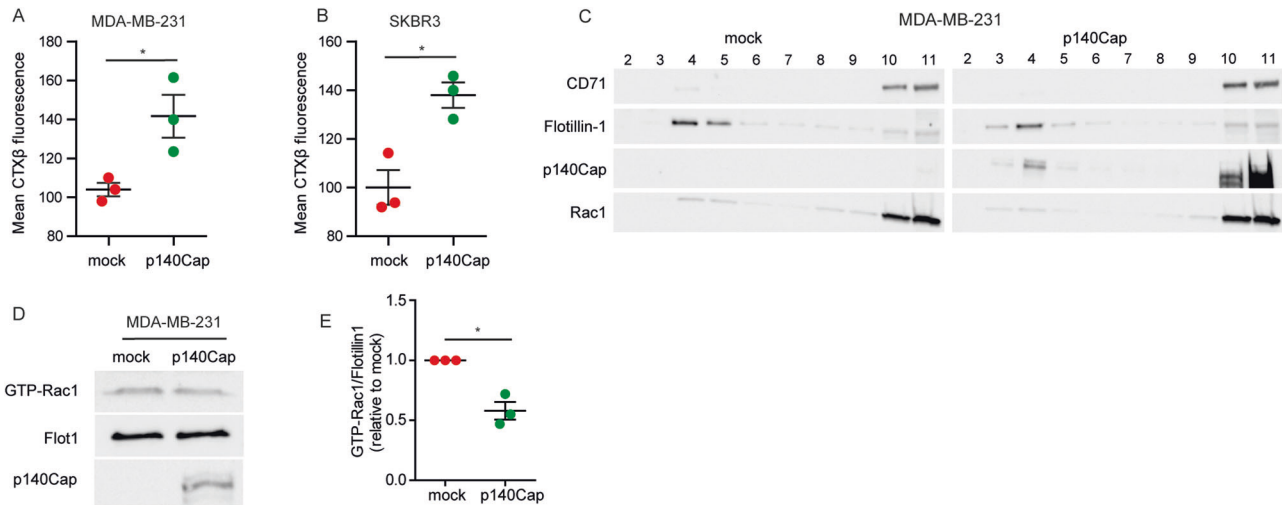 A
MDA-MB-231
Mean CTXβ fluorescence
180
160
140
120
100
80
*
mock p140Cap
B
SKBR3
Mean CTXβ fluorescence
160
140
120
100
80
*
mock p140Cap
C
MDA-MB-231
mock p140Cap
2 3 4 5 6 7 8 9 10 11 2 3 4 5 6 7 8 9 10 11
CD71
Flotillin-1
p140Cap
Rac1
D
MDA-MB-231
mock p140Cap
GTP-Rac1
Flot1
p140Cap
E
GTP-Rac1/Flotillin1
(relative to mock)
1.5
1.0
0.5
0.0
*
mock p140Cap